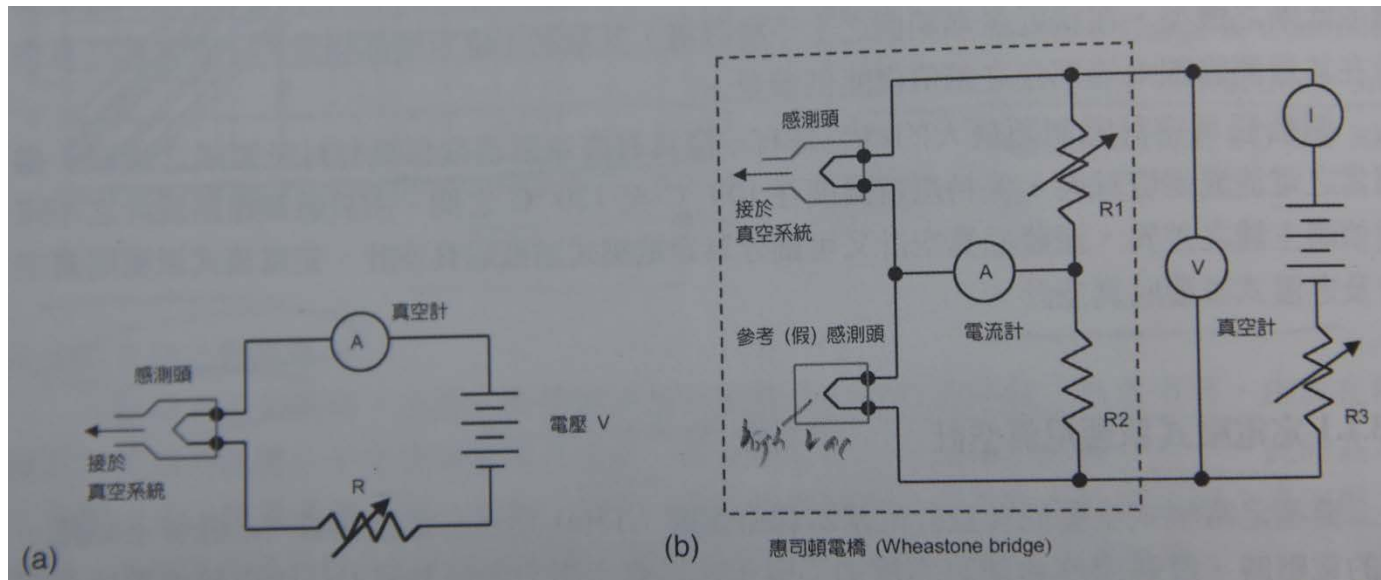 感測頭
接於
真空系統
A
真空計
電壓 V
R
(a)
感測頭
接於
真空系統
R1
I
A
電流計
V
真空計
參考 (假) 感測頭
high vac
R2
R3
(b)
惠司頓電橋 (Wheastone bridge)